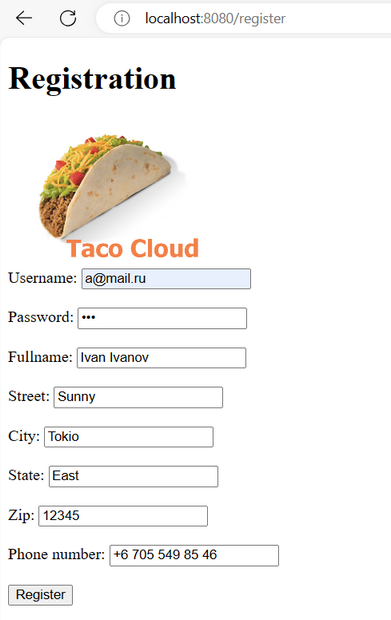 localhost:8080/register
Registration
Taco Cloud
Username: a@mail.ru
Password: •••
Fullname: Ivan Ivanov
Street: Sunny
City: Tokio
State: East
Zip: 12345
Phone number: +6 705 549 85 46
Register